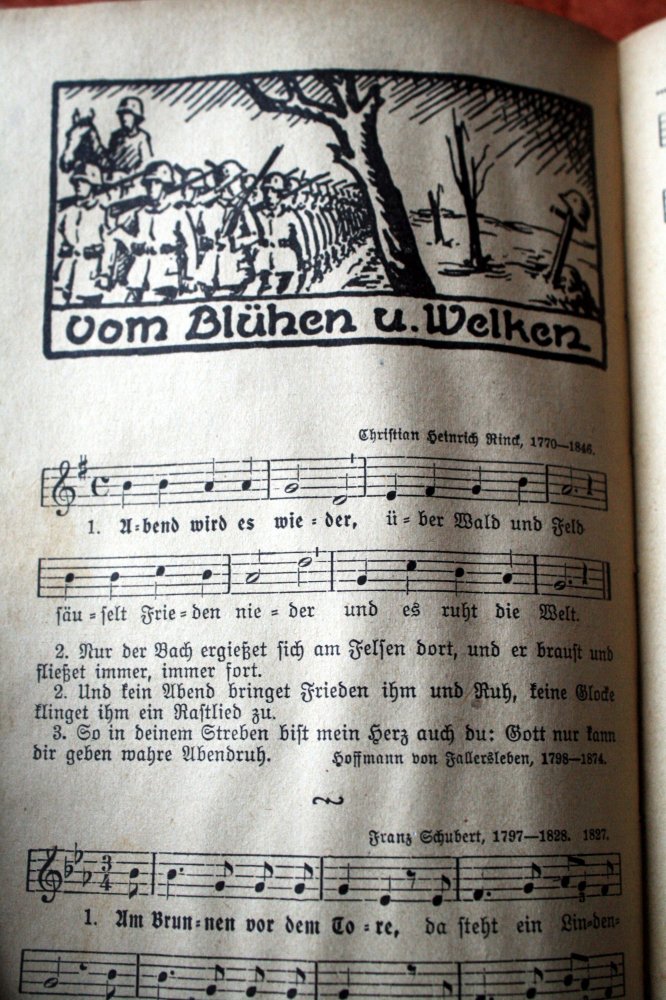 Vom Blühen u. Welken
Christian Heinrich Rinck, 1770—1846.
1. A-bend wird es wie-der, ü-ber Wald und Feld
säu-selt Frie-den nie-der und es ruht die Welt.
2. Nur der Bach ergießet sich am Felsen dort, und er braust und
fließet immer, immer fort.
2. Und kein Abend bringet Frieden ihm und Ruh, keine Glocke
klinget ihm ein Rastlied zu.
3. So in deinem Streben bist mein Herz auch du: Gott nur kann
dir geben wahre Abendruh.
Hoffmann von Fallersleben, 1798—1874.
Franz Schubert, 1797—1828. 1827.
3
4
3
1. Am Brun-nen vor dem To-re, da steht ein Lin-den-